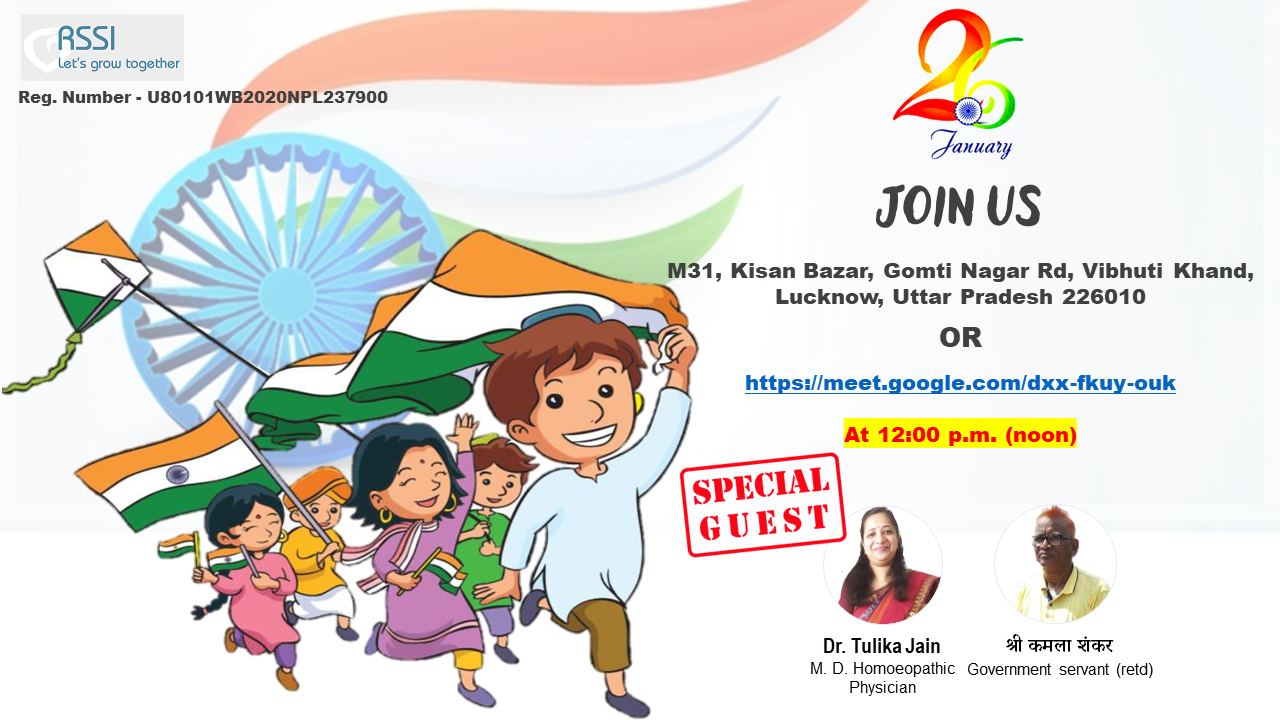 RSSI
Let's grow together
Reg. Number - U80101WB2020NPL237900
26
January
JOIN US
M31, Kisan Bazar, Gomti Nagar Rd, Vibhuti Khand,
Lucknow, Uttar Pradesh 226010
OR
https://meet.google.com/dxx-fkuy-ouk
At 12:00 p.m. (noon)
SPECIAL
GUEST
Dr. Tulika Jain
M. D. Homoeopathic
Physician
श्री कमला शंकर
Government servant (retd)